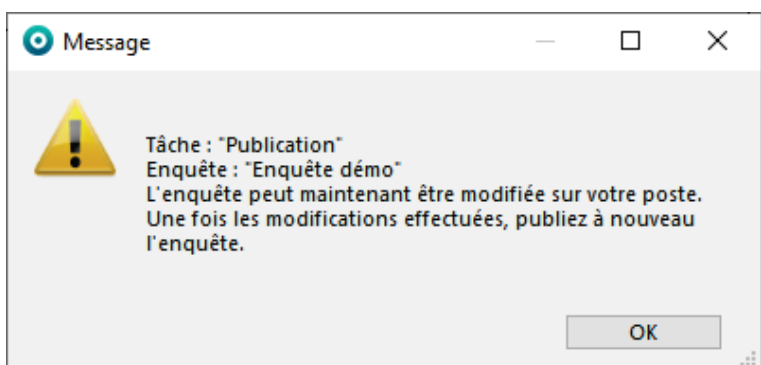 Message
Tâche : "Publication"
Enquête : "Enquête démo"
L'enquête peut maintenant être modifiée sur votre poste.
Une fois les modifications effectuées, publiez à nouveau
l'enquête.
OK